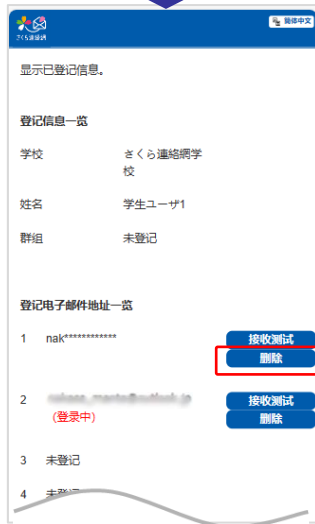 さくら連絡網
简体中文
显示已登记信息。
登记信息一览
学校 さくら連絡網学
校
姓名 学生ユーザ1
群组 未登记
登记电子邮件地址一览
1 nak************ 接收测试
删除
2 接收测试
(登录中) 删除
3 未登记
4 未登记